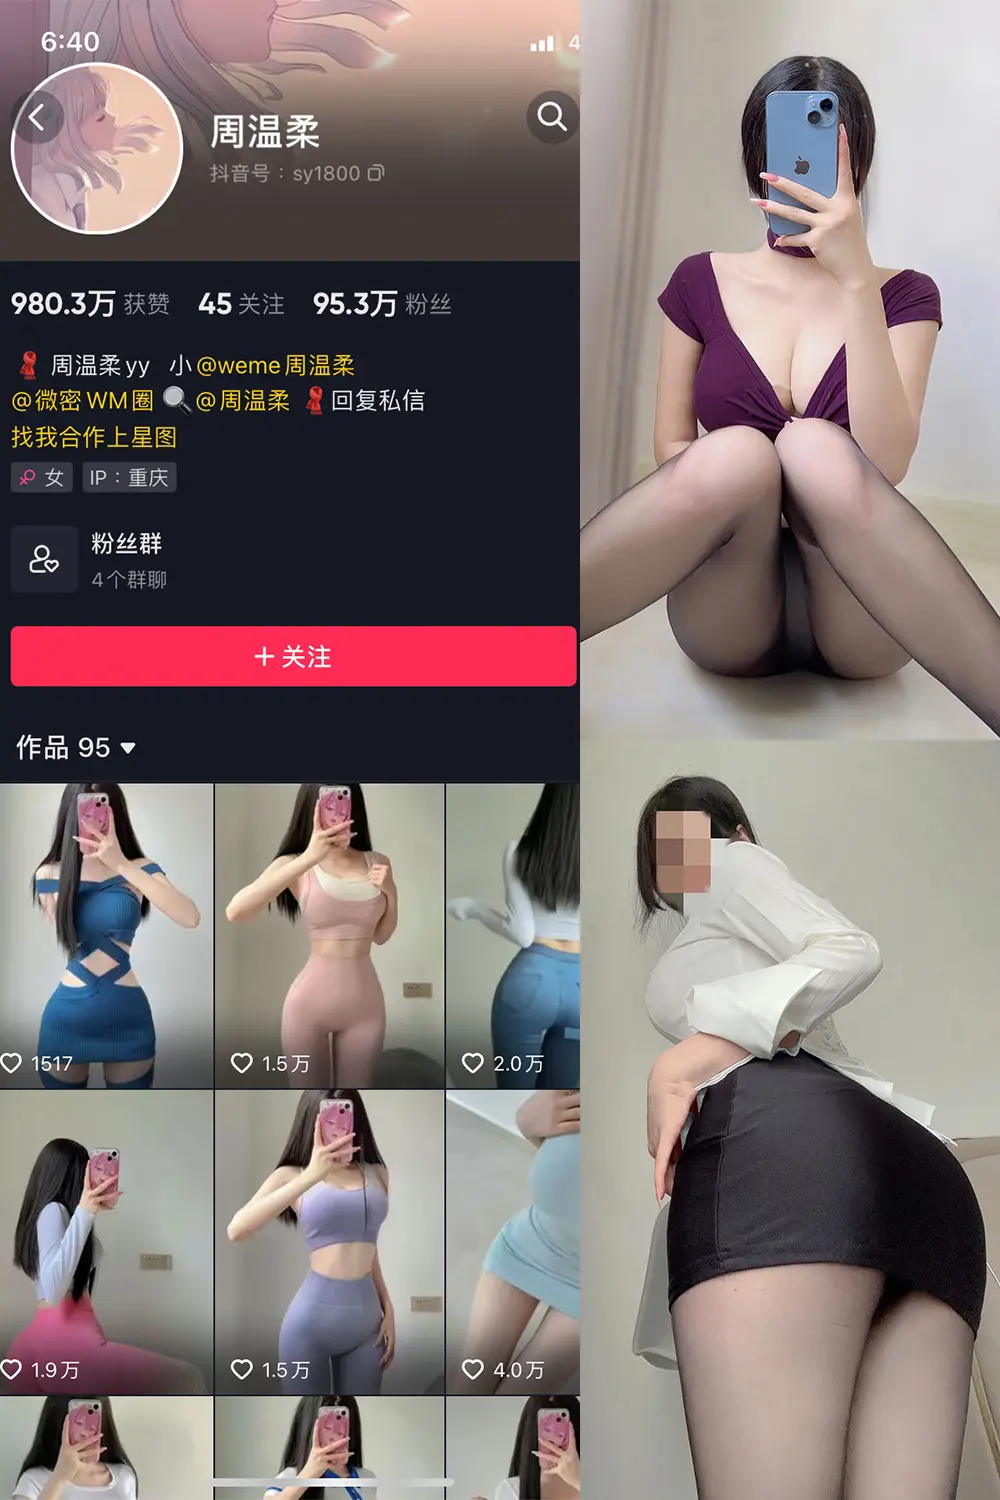 6:40
4
周温柔
抖音号：sy1800
980.3万 获赞 45 关注 95.3万 粉丝
周温柔yy 小@weme周温柔
@微密WM圈 @周温柔 回复私信
找我合作上星图
女 IP：重庆
粉丝群
4个群聊
+ 关注
作品 95
1517 1.5万 2.0万
1.9万 1.5万 4.0万